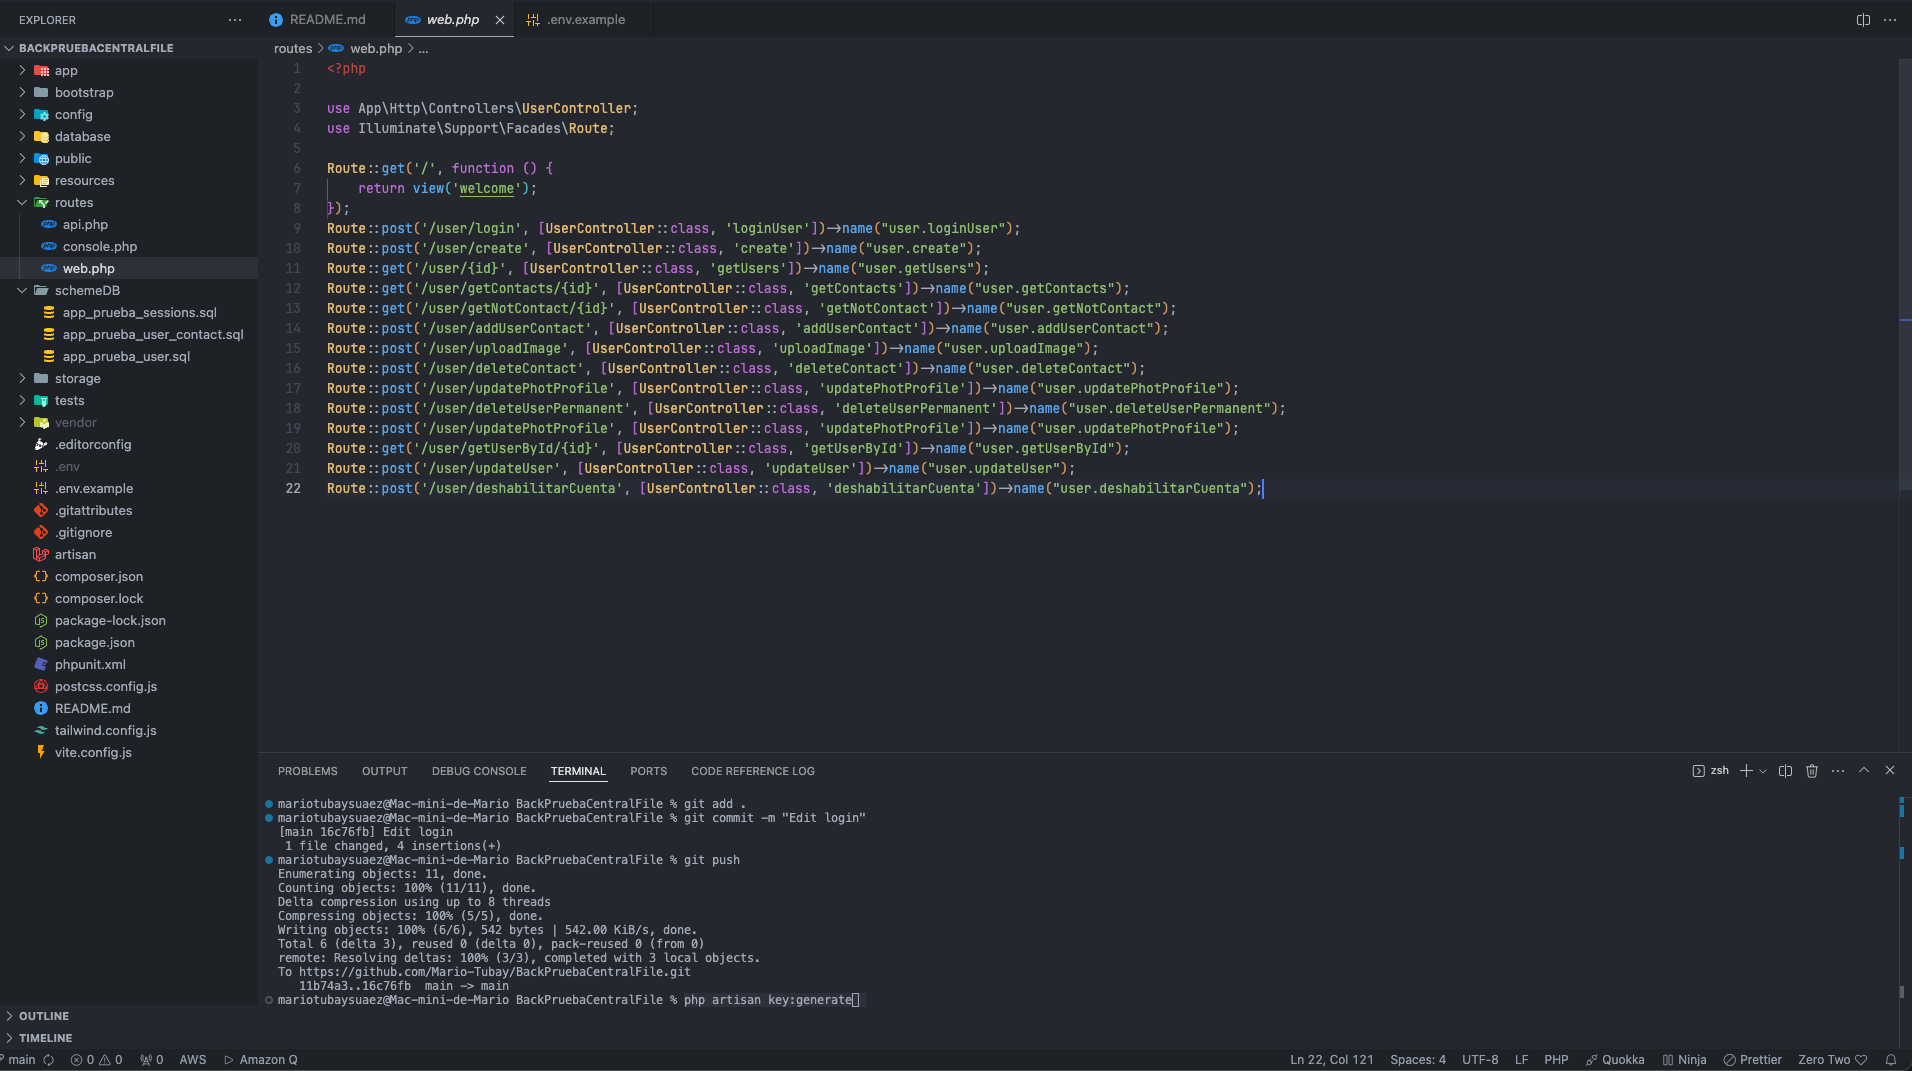 EXPLORER
···
README.md
web.php
.env.example
BACKPRUEBACENTRALFILE
app
bootstrap
config
database
public
resources
routes
api.php
console.php
web.php
schemeDB
app_prueba_sessions.sql
app_prueba_user_contact.sql
app_prueba_user.sql
storage
tests
vendor
.editorconfig
.env
.env.example
.gitattributes
.gitignore
artisan
composer.json
composer.lock
package-lock.json
package.json
phpunit.xml
postcss.config.js
README.md
tailwind.config.js
vite.config.js
OUTLINE
TIMELINE
routes > web.php > ...
1 <?php
2
3 use App\Http\Controllers\UserController;
4 use Illuminate\Support\Facades\Route;
5
6 Route::get('/', function () {
7     return view('welcome');
8 });
9 Route::post('/user/login', [UserController::class, 'loginUser'])->name("user.loginUser");
10 Route::post('/user/create', [UserController::class, 'create'])->name("user.create");
11 Route::get('/user/{id}', [UserController::class, 'getUsers'])->name("user.getUsers");
12 Route::get('/user/getContacts/{id}', [UserController::class, 'getContacts'])->name("user.getContacts");
13 Route::get('/user/getNotContact/{id}', [UserController::class, 'getNotContact'])->name("user.getNotContact");
14 Route::post('/user/addUserContact', [UserController::class, 'addUserContact'])->name("user.addUserContact");
15 Route::post('/user/uploadImage', [UserController::class, 'uploadImage'])->name("user.uploadImage");
16 Route::post('/user/deleteContact', [UserController::class, 'deleteContact'])->name("user.deleteContact");
17 Route::post('/user/updatePhotProfile', [UserController::class, 'updatePhotProfile'])->name("user.updatePhotProfile");
18 Route::post('/user/deleteUserPermanent', [UserController::class, 'deleteUserPermanent'])->name("user.deleteUserPermanent");
19 Route::post('/user/updatePhotProfile', [UserController::class, 'updatePhotProfile'])->name("user.updatePhotProfile");
20 Route::get('/user/getUserById/{id}', [UserController::class, 'getUserById'])->name("user.getUserById");
21 Route::post('/user/updateUser', [UserController::class, 'updateUser'])->name("user.updateUser");
22 Route::post('/user/deshabilitarCuenta', [UserController::class, 'deshabilitarCuenta'])->name("user.deshabilitarCuenta");
PROBLEMS OUTPUT DEBUG CONSOLE TERMINAL PORTS CODE REFERENCE LOG
zsh
mariotubaysuaez@Mac-mini-de-Mario BackPruebaCentralFile % git add .
mariotubaysuaez@Mac-mini-de-Mario BackPruebaCentralFile % git commit -m "Edit login"
[main 16c76fb] Edit login
1 file changed, 4 insertions(+)
mariotubaysuaez@Mac-mini-de-Mario BackPruebaCentralFile % git push
Enumerating objects: 11, done.
Counting objects: 100% (11/11), done.
Delta compression using up to 8 threads
Compressing objects: 100% (5/5), done.
Writing objects: 100% (6/6), 542 bytes | 542.00 KiB/s, done.
Total 6 (delta 3), reused 0 (delta 0), pack-reused 0 (from 0)
remote: Resolving deltas: 100% (3/3), completed with 3 local objects.
To https://github.com/Mario-Tubay/BackPruebaCentralFile.git
11b74a3..16c76fb  main -> main
mariotubaysuaez@Mac-mini-de-Mario BackPruebaCentralFile % php artisan key:generate
main 0 0 0 AWS Amazon Q Ln 22, Col 121 Spaces: 4 UTF-8 LF PHP Quokka Ninja Prettier Zero Two